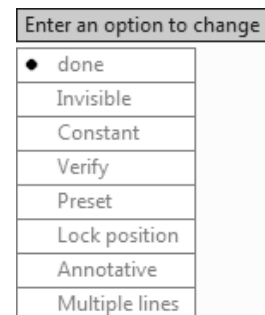 Enter an option to change
done
Invisible
Constant
Verify
Preset
Lock position
Annotative
Multiple lines